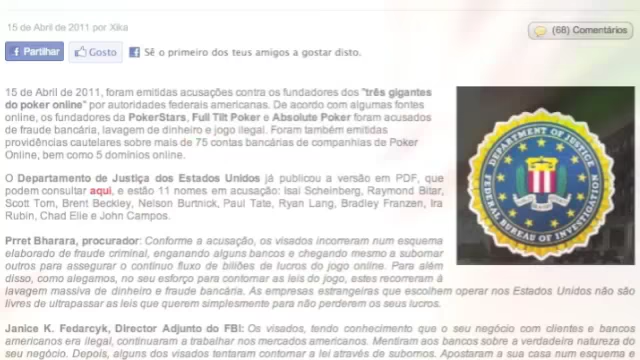 15 de Abril de 2011 por Xika
(68) Comentários
Partilhar
Gosto
Sê o primeiro dos teus amigos a gostar disto.
15 de Abril de 2011, foram emitidas acusações contra os fundadores dos "três gigantes
do poker online" por autoridades federais americanas. De acordo com algumas fontes
online, os fundadores da PokerStars, Full Tilt Poker e Absolute Poker foram acusados
de fraude bancária, lavagem de dinheiro e jogo ilegal. Foram também emitidas
providências cautelares sobre mais de 75 contas bancárias de companhias de Poker
Online, bem como 5 domínios online.
O Departamento de Justiça dos Estados Unidos já publicou a versão em PDF, que
podem consultar aqui, e estão 11 nomes em acusação: Isai Scheinberg, Raymond Bitar,
Scott Tom, Brent Beckley, Nelson Burtnick, Paul Tate, Ryan Lang, Bradley Franzen, Ira
Rubin, Chad Elie e John Campos.
DEPARTMENT OF JUSTICE
FEDERAL BUREAU OF INVESTIGATION
Prret Bharara, procurador: Conforme a acusação, os visados incorreram num esquema
elaborado de fraude criminal, enganando alguns bancos e chegando mesmo a subornar
outros para assegurar o continuo fluxo de biliões de lucros do jogo online. Para além
disso, como alegamos, no seu esforço para contornar as leis do jogo, estes recorreram à
lavagem massiva de dinheiro e fraude bancária. As empresas estrangeiras que escolhem operar nos Estados Unidos não são
livres de ultrapassar as leis que querem simplesmente para não perderem os seus lucros.
Janice K. Fedarcyk, Director Adjunto do FBI: Os visados, tendo conhecimento que o seu negócio com clientes e bancos
americanos era ilegal, continuaram a trabalhar nos mercados americanos. Mentiram aos bancos sobre a verdadeira natureza do
seu negócio. Depois, alguns dos visados tentaram contornar a lei através de subornos. Apostaram a sua casa num esquema